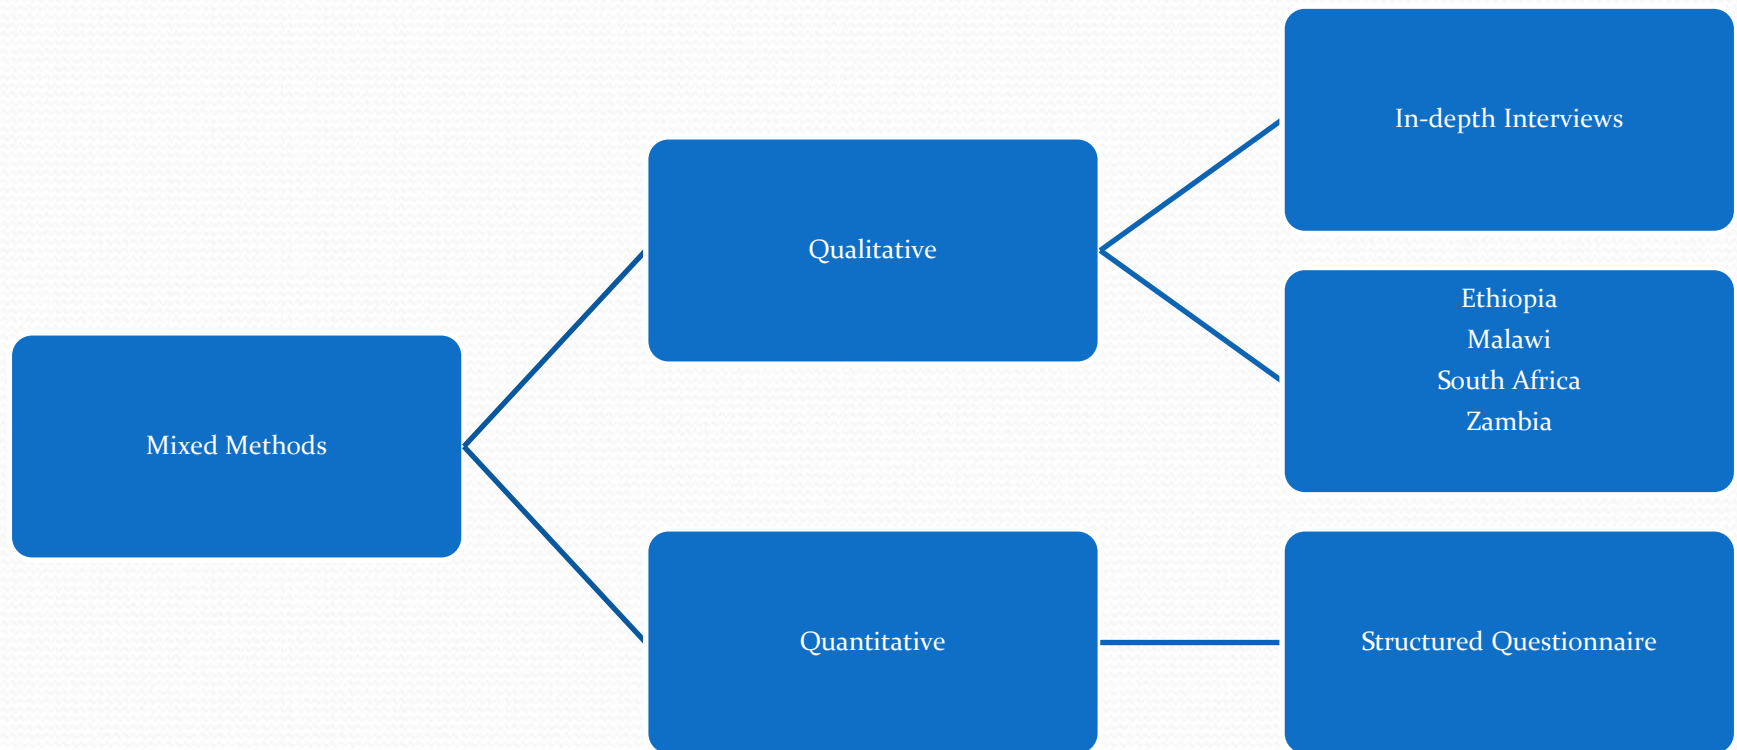 Mixed Methods
Qualitative
In-depth Interviews
Ethiopia
Malawi
South Africa
Zambia
Quantitative
Structured Questionnaire